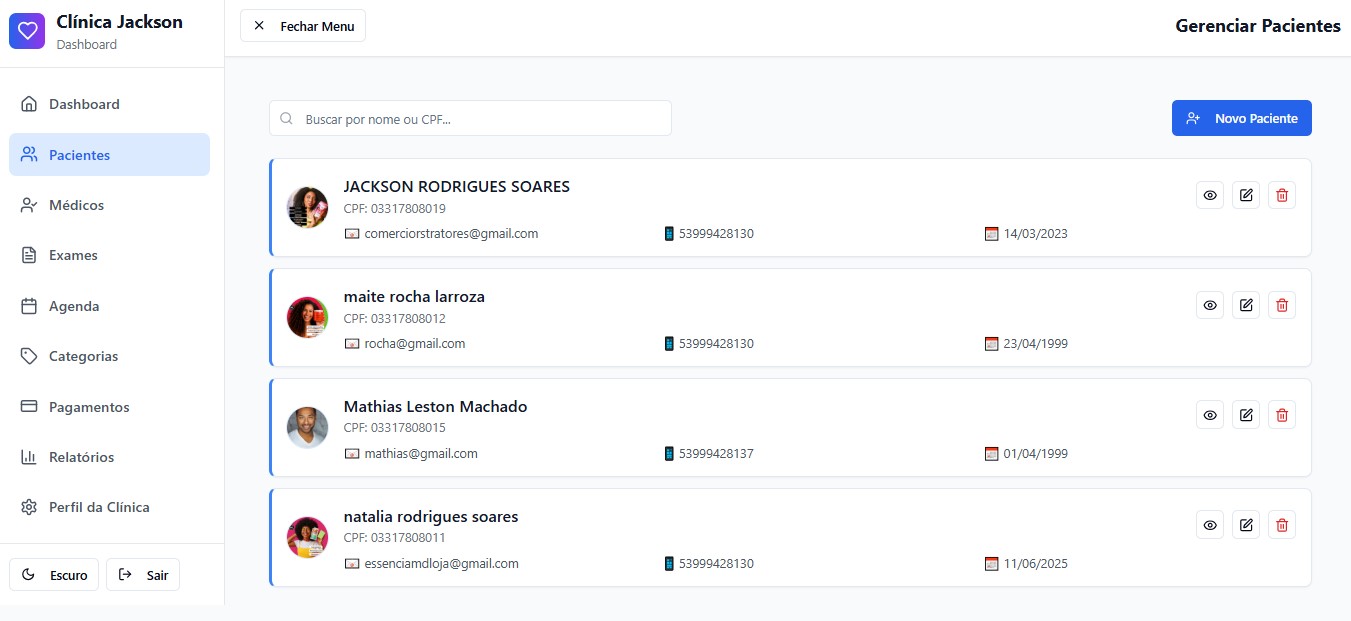 Clínica Jackson
Dashboard
Fechar Menu
Gerenciar Pacientes
Dashboard
Pacientes
Médicos
Exames
Agenda
Categorias
Pagamentos
Relatórios
Perfil da Clínica
Escuro
Sair
Buscar por nome ou CPF...
Novo Paciente
JACKSON RODRIGUES SOARES
CPF: 03317808019
comerciorstratores@gmail.com 53999428130 14/03/2023
maite rocha larroza
CPF: 03317808012
rocha@gmail.com 53999428130 23/04/1999
Mathias Leston Machado
CPF: 03317808015
mathias@gmail.com 53999428137 01/04/1999
natalia rodrigues soares
CPF: 03317808011
essenciamdloja@gmail.com 53999428130 11/06/2025